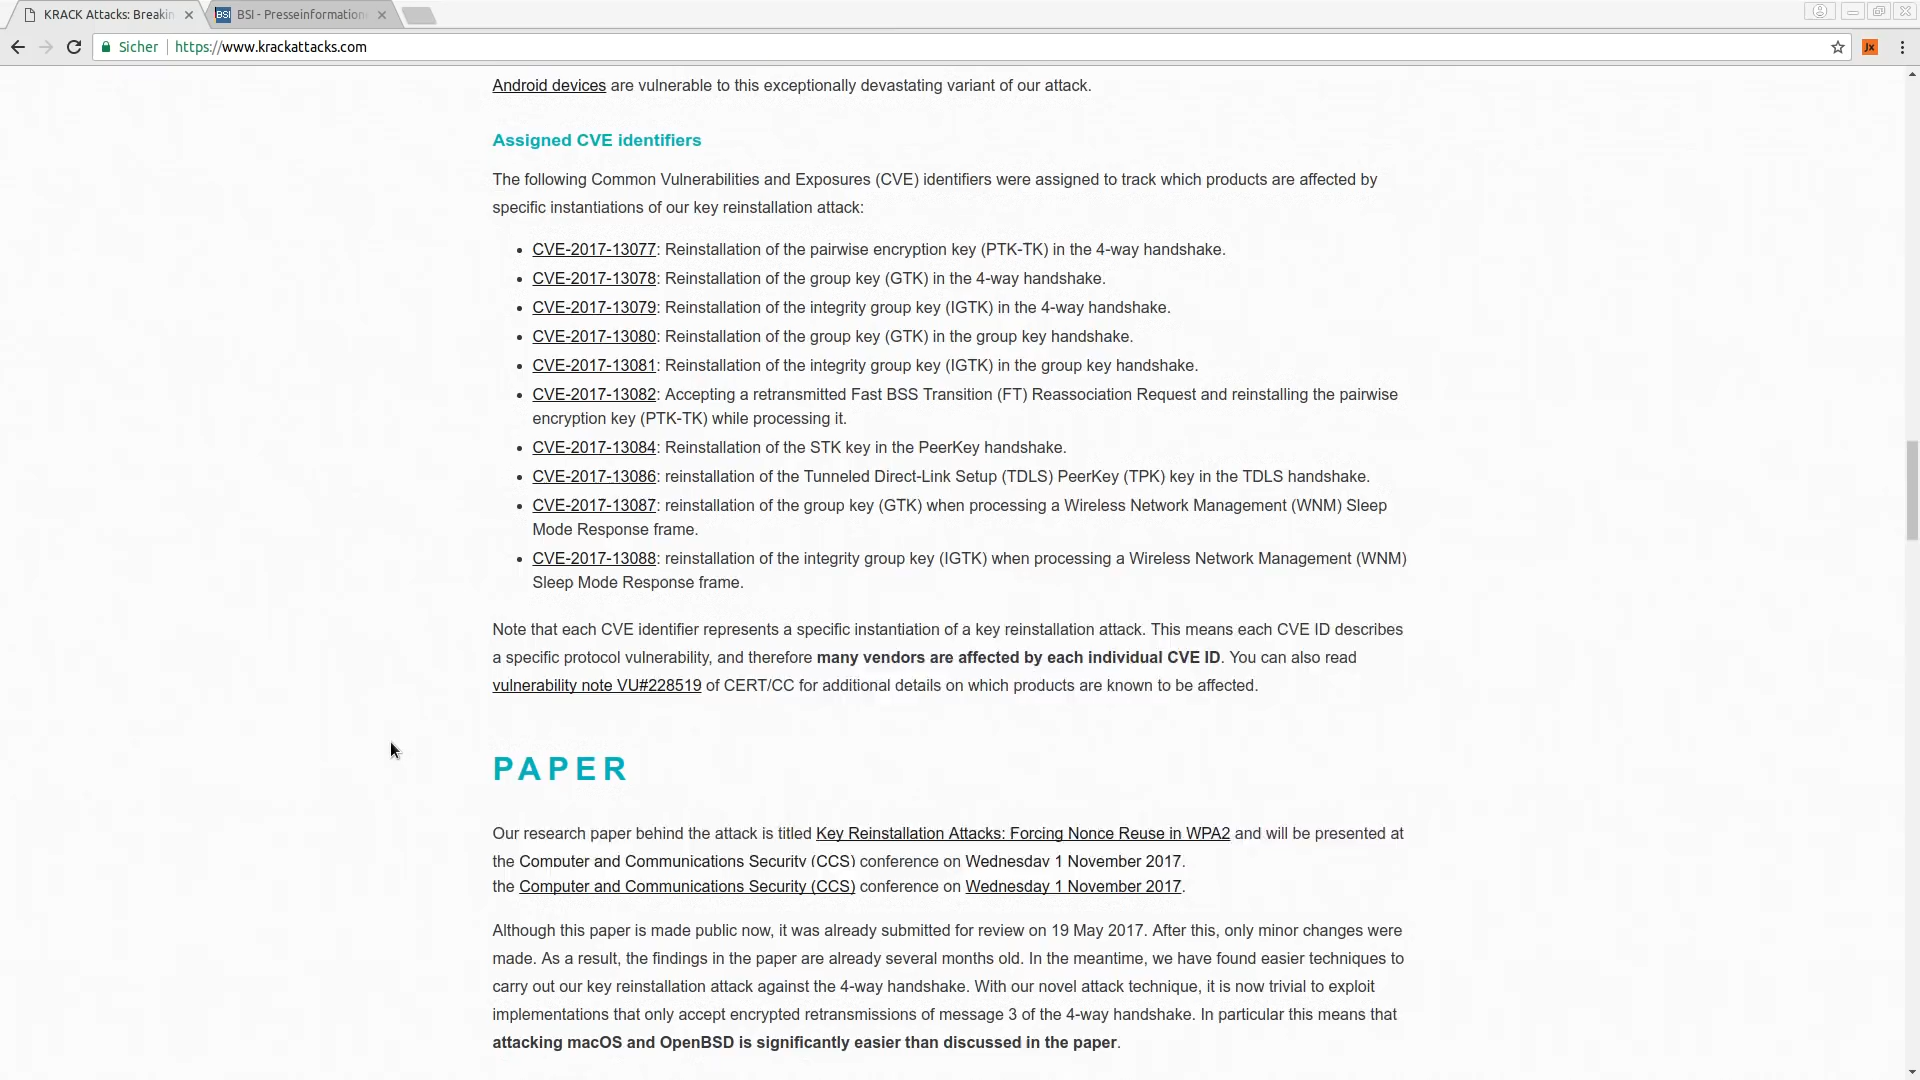 KRACK Attacks: Breakin
BSI - Presseinformation
Sicher
https://www.krackattacks.com
Jx
Android devices are vulnerable to this exceptionally devastating variant of our attack.
Assigned CVE identifiers
The following Common Vulnerabilities and Exposures (CVE) identifiers were assigned to track which products are affected by
specific instantiations of our key reinstallation attack:
• CVE-2017-13077: Reinstallation of the pairwise encryption key (PTK-TK) in the 4-way handshake.
• CVE-2017-13078: Reinstallation of the group key (GTK) in the 4-way handshake.
• CVE-2017-13079: Reinstallation of the integrity group key (IGTK) in the 4-way handshake.
• CVE-2017-13080: Reinstallation of the group key (GTK) in the group key handshake.
• CVE-2017-13081: Reinstallation of the integrity group key (IGTK) in the group key handshake.
• CVE-2017-13082: Accepting a retransmitted Fast BSS Transition (FT) Reassociation Request and reinstalling the pairwise
encryption key (PTK-TK) while processing it.
• CVE-2017-13084: Reinstallation of the STK key in the PeerKey handshake.
• CVE-2017-13086: reinstallation of the Tunneled Direct-Link Setup (TDLS) PeerKey (TPK) key in the TDLS handshake.
• CVE-2017-13087: reinstallation of the group key (GTK) when processing a Wireless Network Management (WNM) Sleep
Mode Response frame.
• CVE-2017-13088: reinstallation of the integrity group key (IGTK) when processing a Wireless Network Management (WNM)
Sleep Mode Response frame.
Note that each CVE identifier represents a specific instantiation of a key reinstallation attack. This means each CVE ID describes
a specific protocol vulnerability, and therefore many vendors are affected by each individual CVE ID. You can also read
vulnerability note VU#228519 of CERT/CC for additional details on which products are known to be affected.
PAPER
Our research paper behind the attack is titled Key Reinstallation Attacks: Forcing Nonce Reuse in WPA2 and will be presented at
the Computer and Communications Security (CCS) conference on Wednesday 1 November 2017.
the Computer and Communications Security (CCS) conference on Wednesday 1 November 2017.
Although this paper is made public now, it was already submitted for review on 19 May 2017. After this, only minor changes were
made. As a result, the findings in the paper are already several months old. In the meantime, we have found easier techniques to
carry out our key reinstallation attack against the 4-way handshake. With our novel attack technique, it is now trivial to exploit
implementations that only accept encrypted retransmissions of message 3 of the 4-way handshake. In particular this means that
attacking macOS and OpenBSD is significantly easier than discussed in the paper.